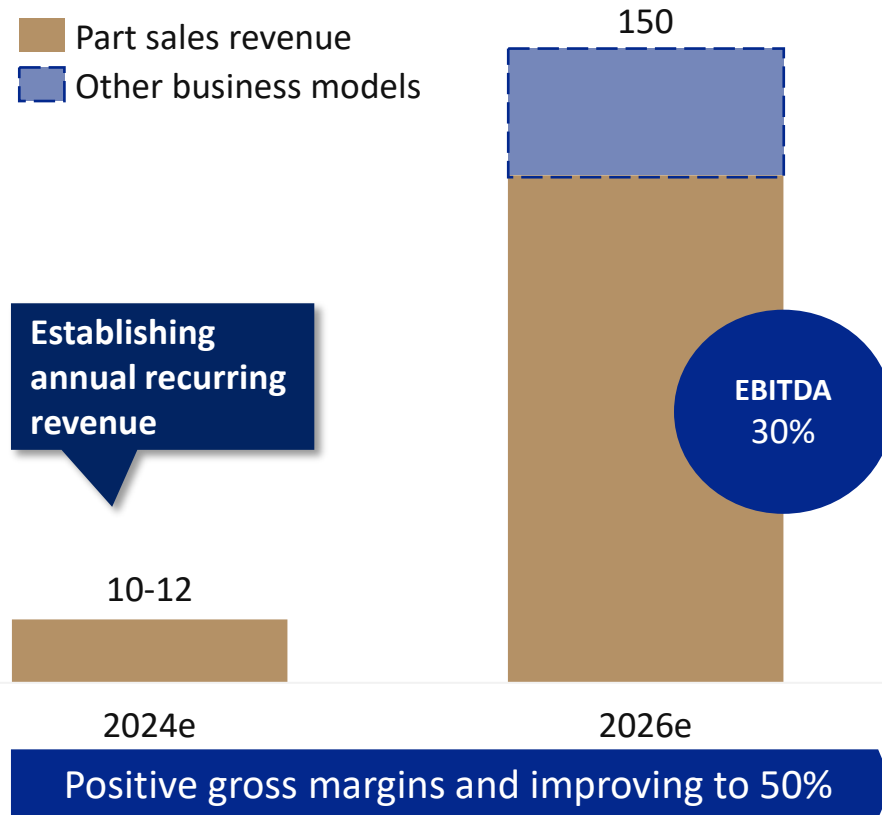 Part sales revenue
Other business models
150
Establishing
annual recurring
revenue
EBITDA
30%
10-12
2024e
2026e
Positive gross margins and improving to 50%